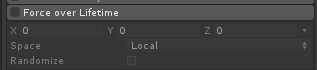 Force over Lifetime
X 0 Y 0 Z 0
Space Local
Randomize